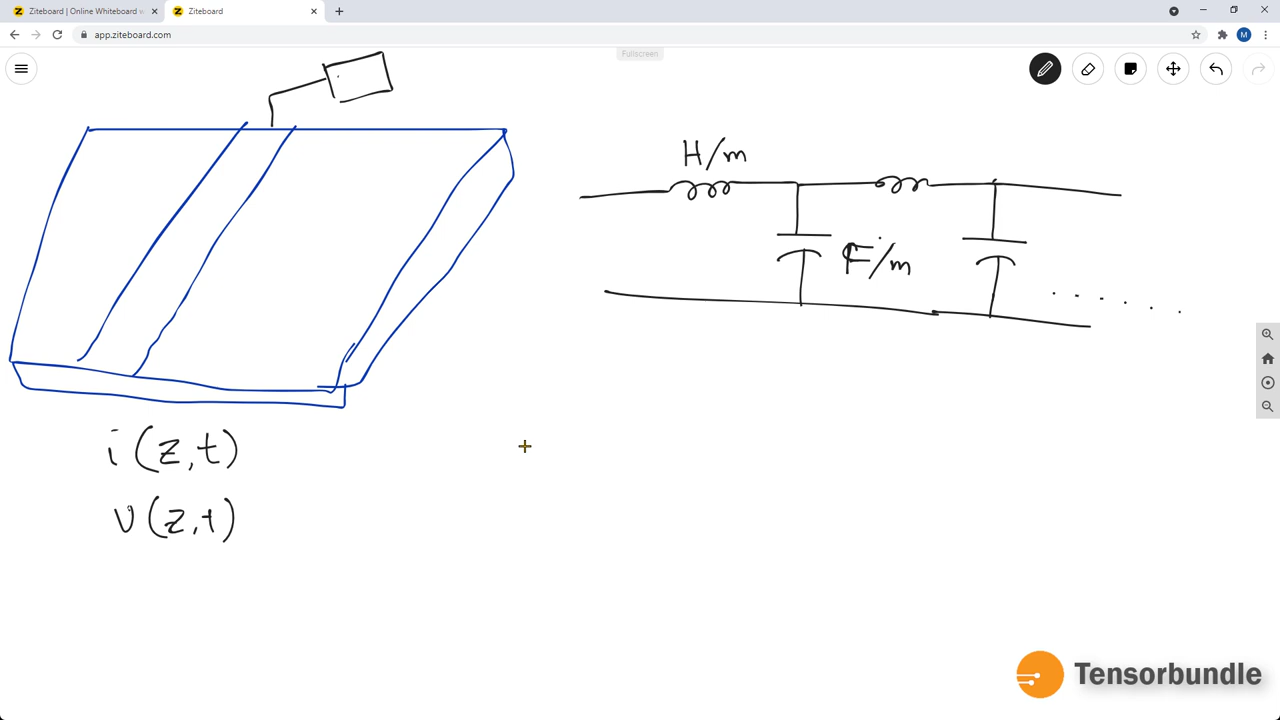 Ziteboard | Online Whiteboard w
Ziteboard
app.ziteboard.com
M
Fullscreen
H/m
F/m
i(z,t)
v(z,t)
Tensorbundle